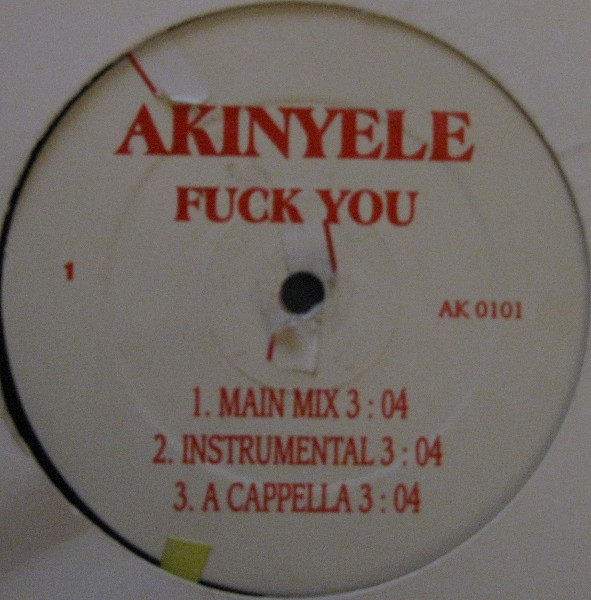 AKINYELE
FUCK YOU
1
AK 0101
1. MAIN MIX 3 : 04
2. INSTRUMENTAL 3 : 04
3. A CAPPELLA 3 : 04